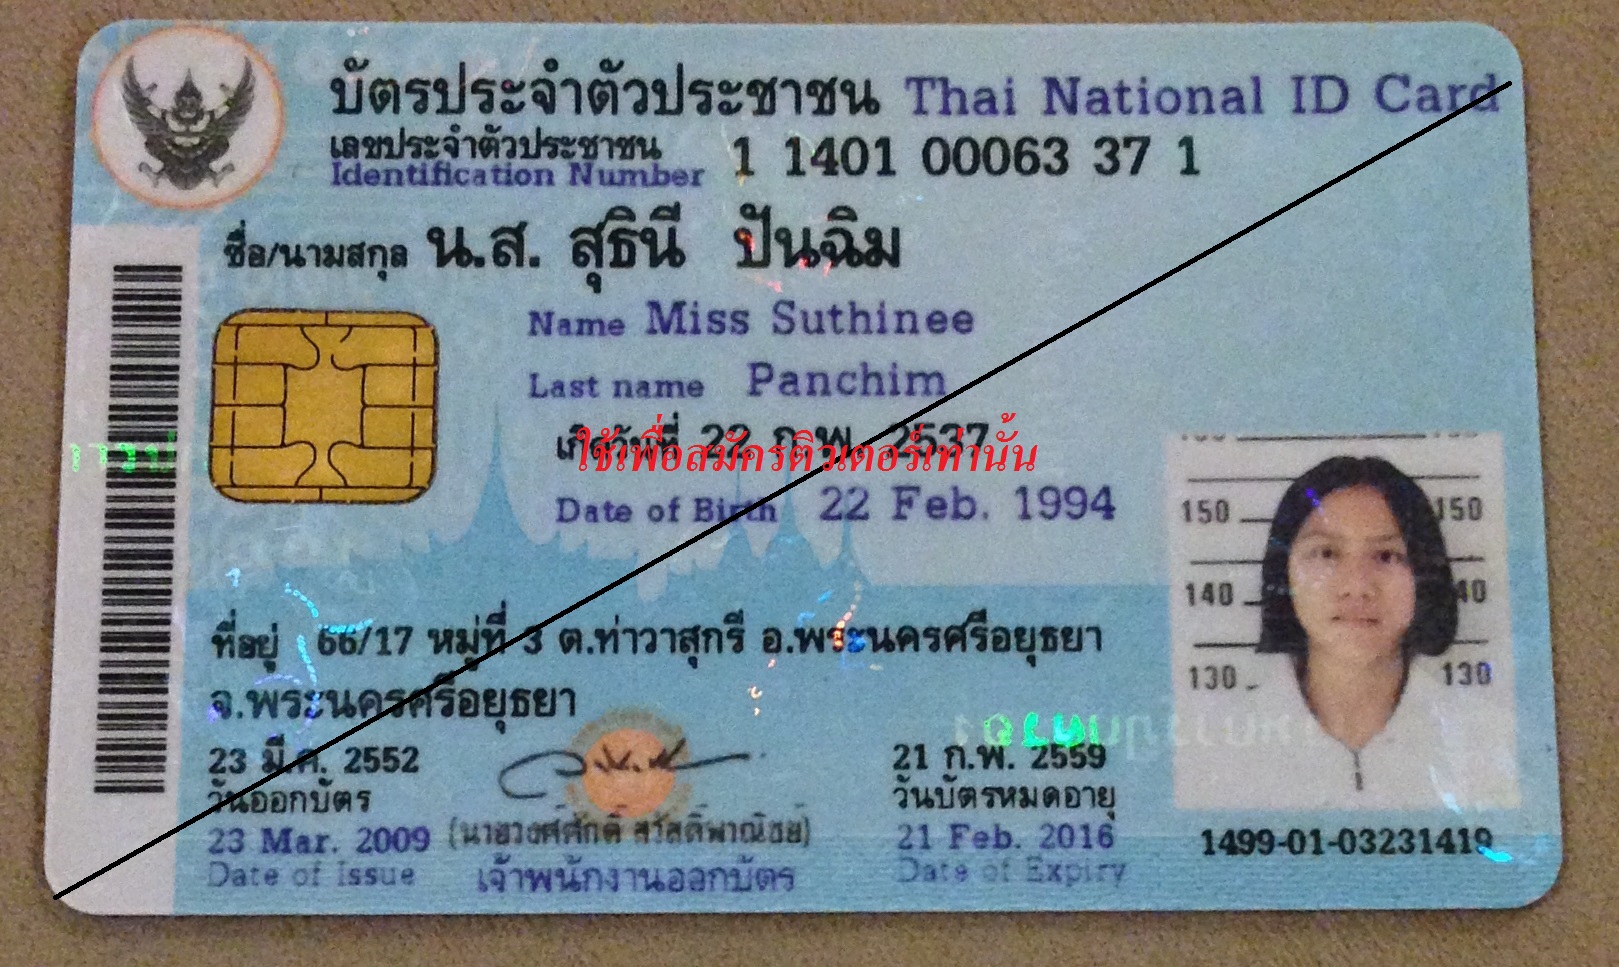 บัตรประจำตัวประชาชน Thai National ID Card
เลขประจำตัวประชาชน
Identification Number 1 1401 00063 37 1
ชื่อ/นามสกุล น.ส. สุธินี ปันฉิม
Name Miss Suthinee
Last name Panchim
เกิดวันที่ 22 ก.พ. 2537
ใช้เพื่อสมัครติวเตอร์เท่านั้น
Date of Birth 22 Feb. 1994
150 150
140 40
130 130
ที่อยู่ 66/17 หมู่ที่ 3 ต.ท่าวาสุกรี อ.พระนครศรีอยุธยา
จ.พระนครศรีอยุธยา
23 มี.ค. 2552 21 ก.พ. 2559
วันออกบัตร วันบัตรหมดอายุ
23 Mar. 2009 (นายวงศ์ศักดิ์ สวัสดิ์พาณิชย์) 21 Feb. 2016 1499-01-03231419
Date of Issue เจ้าพนักงานออกบัตร Date of Expiry